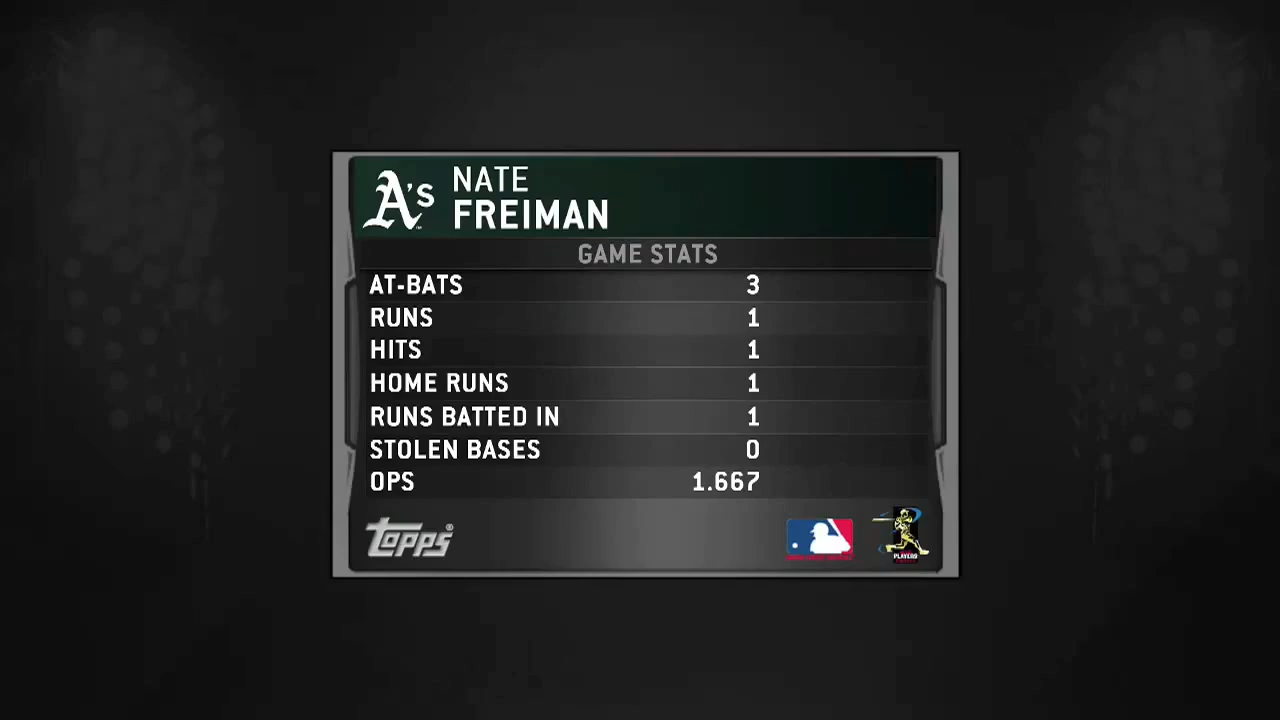 A's NATE
FREIMAN
GAME STATS
AT-BATS 3
RUNS 1
HITS 1
HOME RUNS 1
RUNS BATTED IN 1
STOLEN BASES 0
OPS 1.667
Topps®
PLAYERS